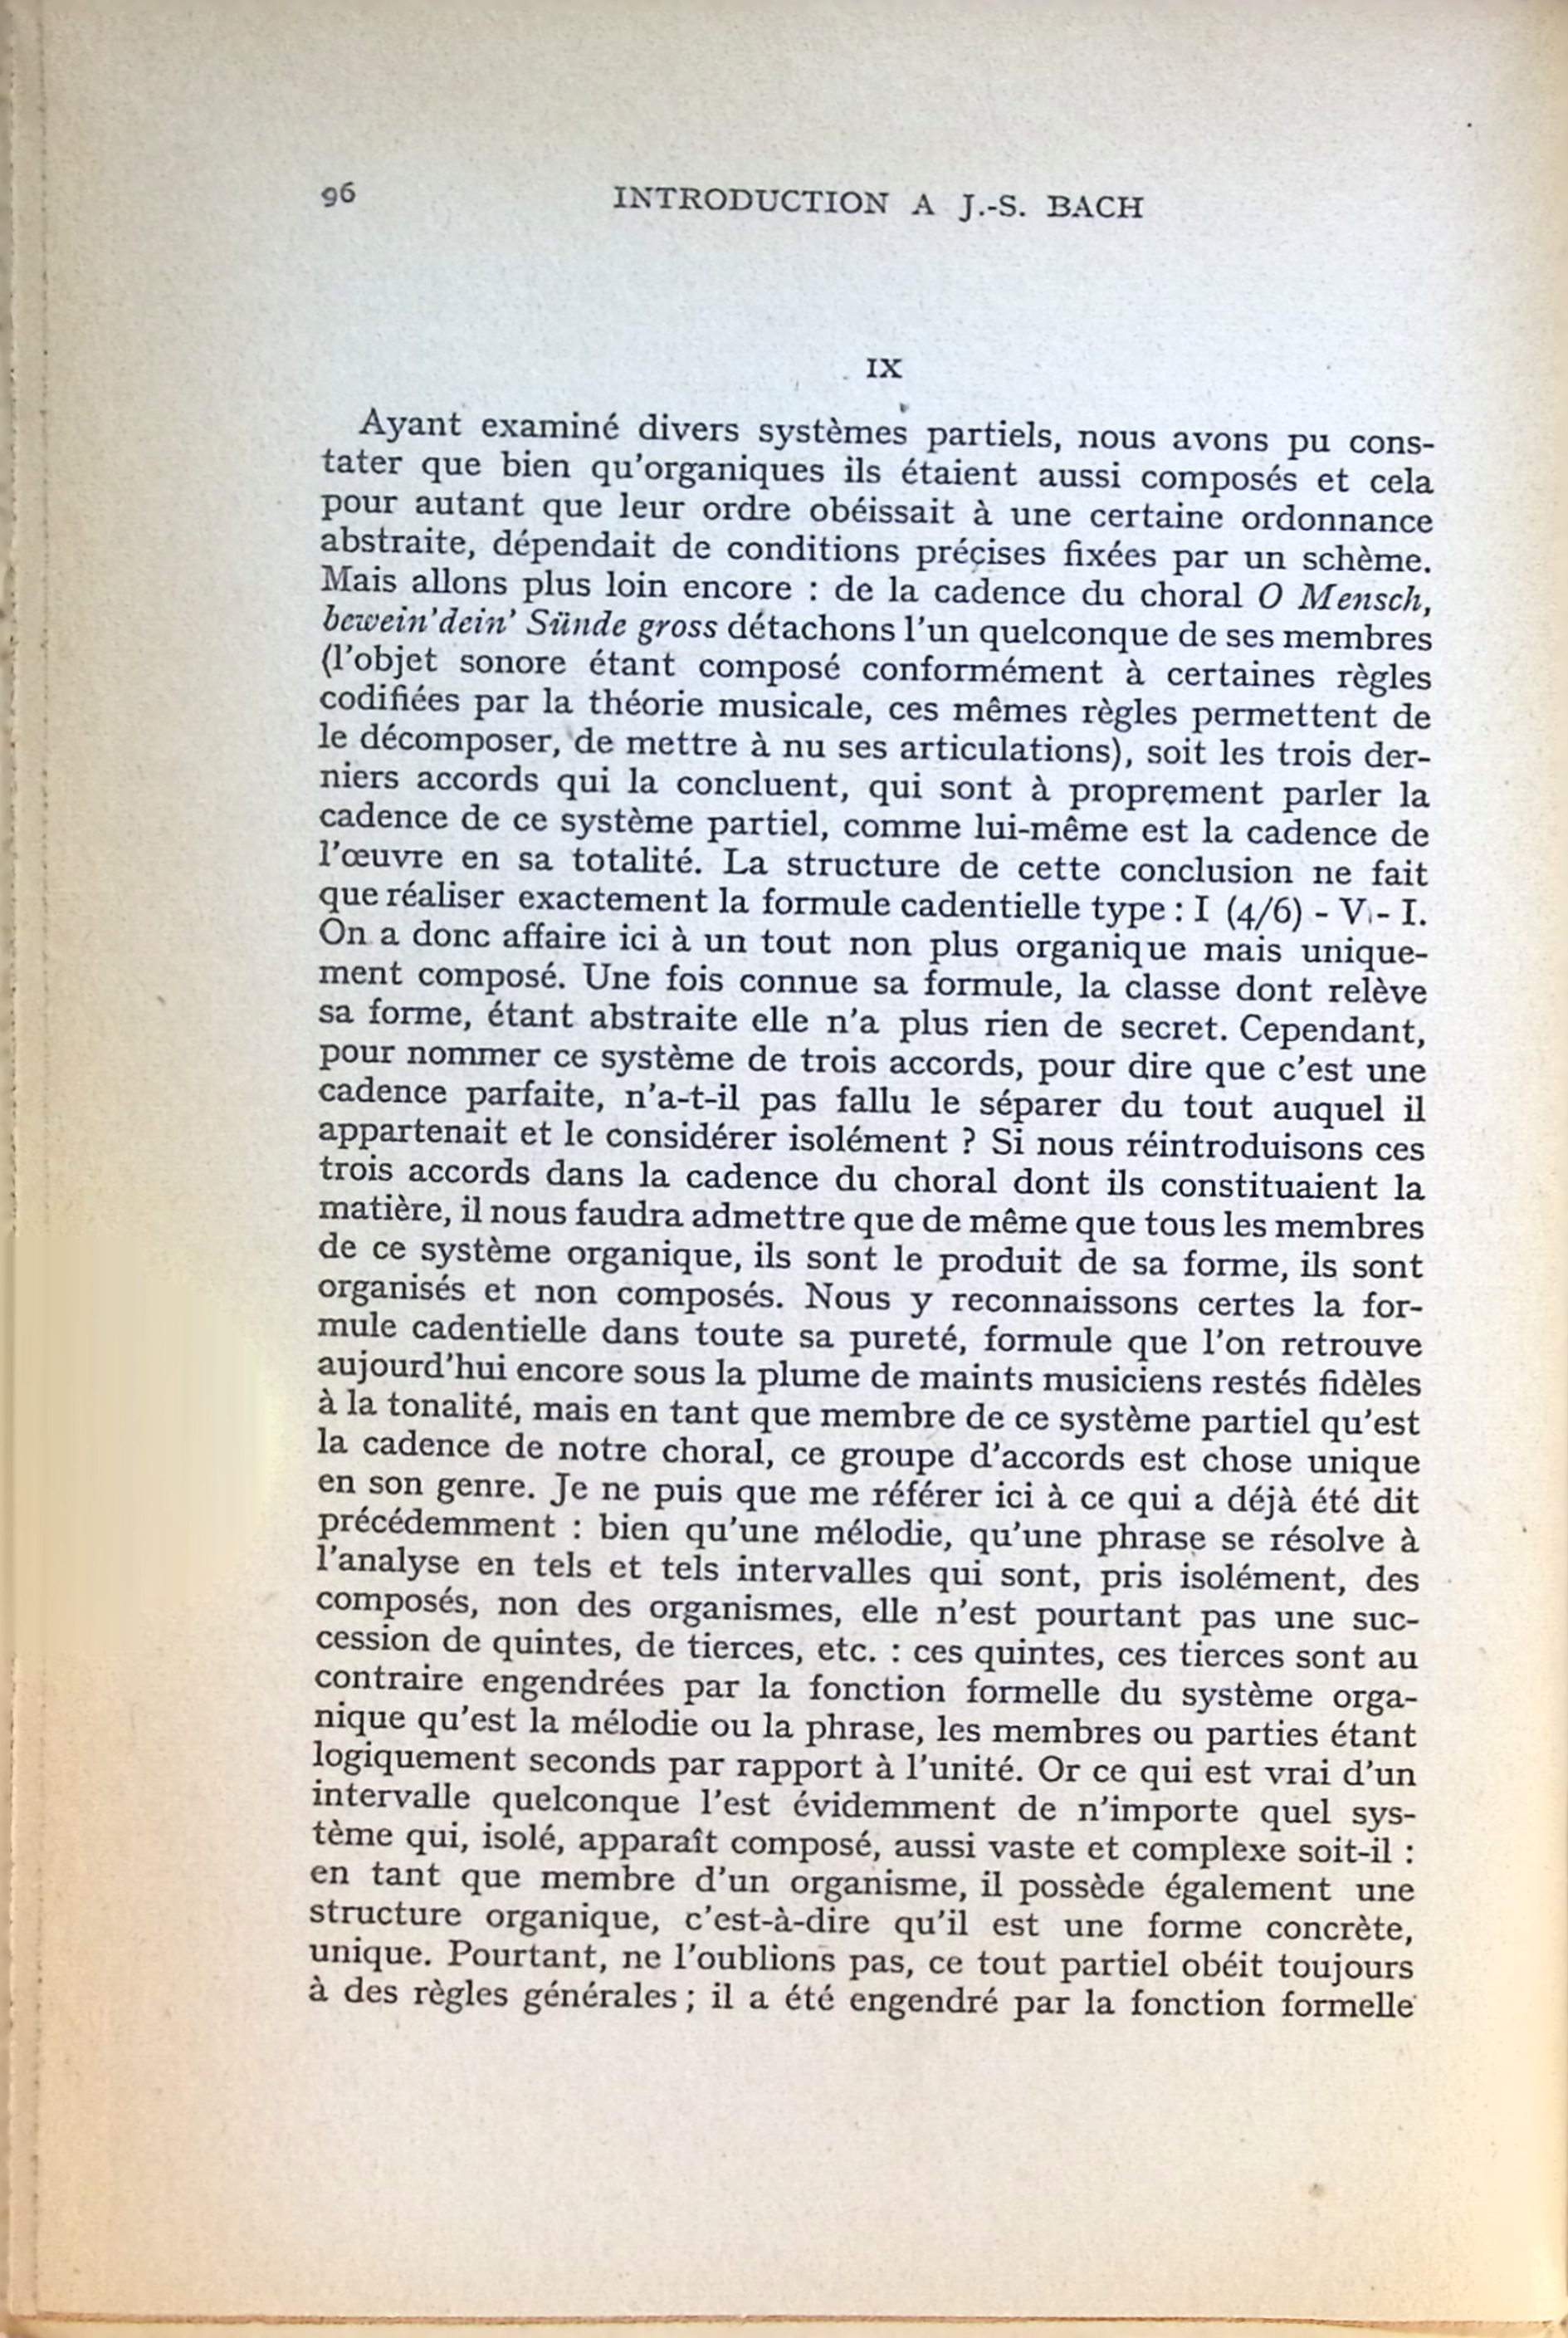 96
INTRODUCTION A J.-S. BACH
IX
Ayant examiné divers systèmes partiels, nous avons pu cons-
tater que bien qu'organiques ils étaient aussi composés et cela
pour autant que leur ordre obéissait à une certaine ordonnance
abstraite, dépendait de conditions précises fixées par un schème.
Mais allons plus loin encore : de la cadence du choral O Mensch,
bewein'dein' Sünde gross détachons l'un quelconque de ses membres
(l'objet sonore étant composé conformément à certaines règles
codifiées par la théorie musicale, ces mêmes règles permettent de
le décomposer, de mettre à nu ses articulations), soit les trois der-
niers accords qui la concluent, qui sont à proprement parler la
cadence de ce système partiel, comme lui-même est la cadence de
l'œuvre en sa totalité. La structure de cette conclusion ne fait
que réaliser exactement la formule cadentielle type : I (4/6) - V - I.
On a donc affaire ici à un tout non plus organique mais unique-
ment composé. Une fois connue sa formule, la classe dont relève
sa forme, étant abstraite elle n'a plus rien de secret. Cependant,
pour nommer ce système de trois accords, pour dire que c'est une
cadence parfaite, n'a-t-il pas fallu le séparer du tout auquel il
appartenait et le considérer isolément ? Si nous réintroduisons ces
trois accords dans la cadence du choral dont ils constituaient la
matière, il nous faudra admettre que de même que tous les membres
de ce système organique, ils sont le produit de sa forme, ils sont
organisés et non composés. Nous y reconnaissons certes la for-
mule cadentielle dans toute sa pureté, formule que l'on retrouve
aujourd'hui encore sous la plume de maints musiciens restés fidèles
à la tonalité, mais en tant que membre de ce système partiel qu'est
la cadence de notre choral, ce groupe d'accords est chose unique
en son genre. Je ne puis que me référer ici à ce qui a déjà été dit
précédemment : bien qu'une mélodie, qu'une phrase se résolve à
l'analyse en tels et tels intervalles qui sont, pris isolément, des
composés, non des organismes, elle n'est pourtant pas une suc-
cession de quintes, de tierces, etc. : ces quintes, ces tierces sont au
contraire engendrées par la fonction formelle du système orga-
nique qu'est la mélodie ou la phrase, les membres ou parties étant
logiquement seconds par rapport à l'unité. Or ce qui est vrai d'un
intervalle quelconque l'est évidemment de n'importe quel sys-
tème qui, isolé, apparaît composé, aussi vaste et complexe soit-il :
en tant que membre d'un organisme, il possède également une
structure organique, c'est-à-dire qu'il est une forme concrète,
unique. Pourtant, ne l'oublions pas, ce tout partiel obéit toujours
à des règles générales ; il a été engendré par la fonction formelle